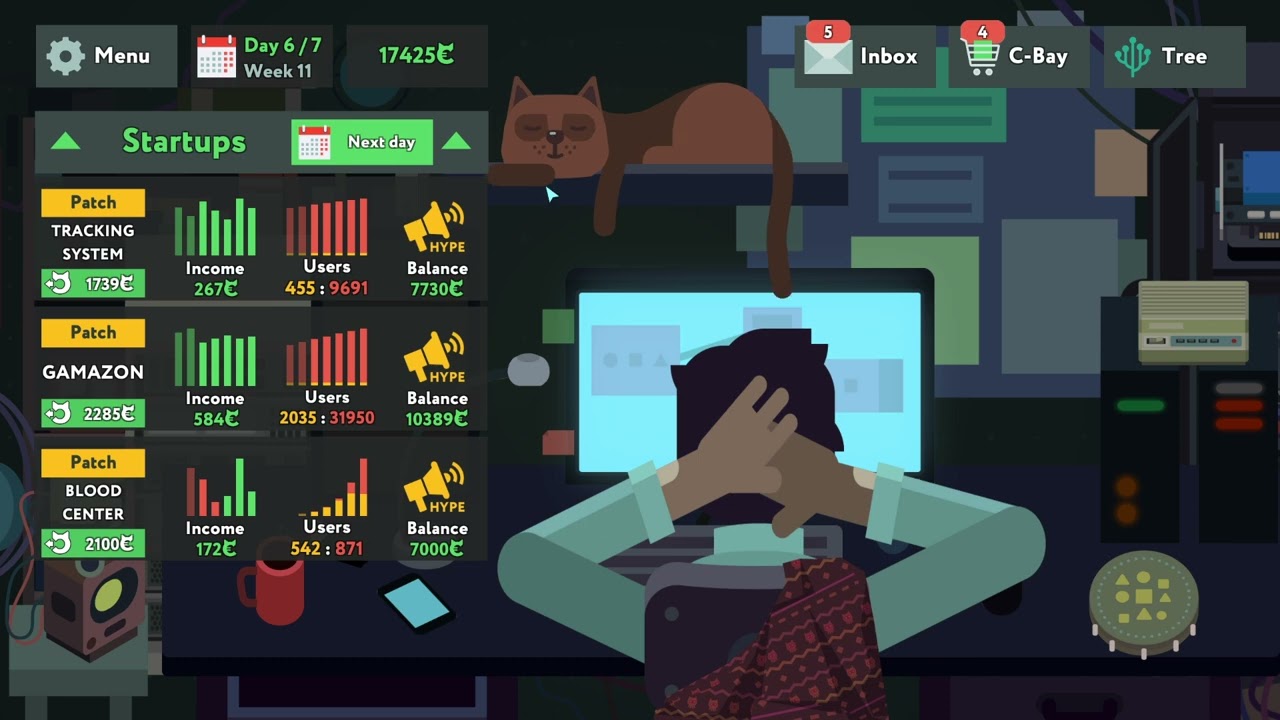 Menu
Day 6 / 7
Week 11
17425
5
Inbox
4
C-Bay
Tree
Startups
Next day
Patch
TRACKING
SYSTEM
1739
Income
267
Users
455 : 9691
HYPE
Balance
7730
Patch
GAMAZON
2285
Income
584
Users
2035 : 31950
HYPE
Balance
10389
Patch
BLOOD
CENTER
2100
Income
172
Users
542 : 871
HYPE
Balance
7000